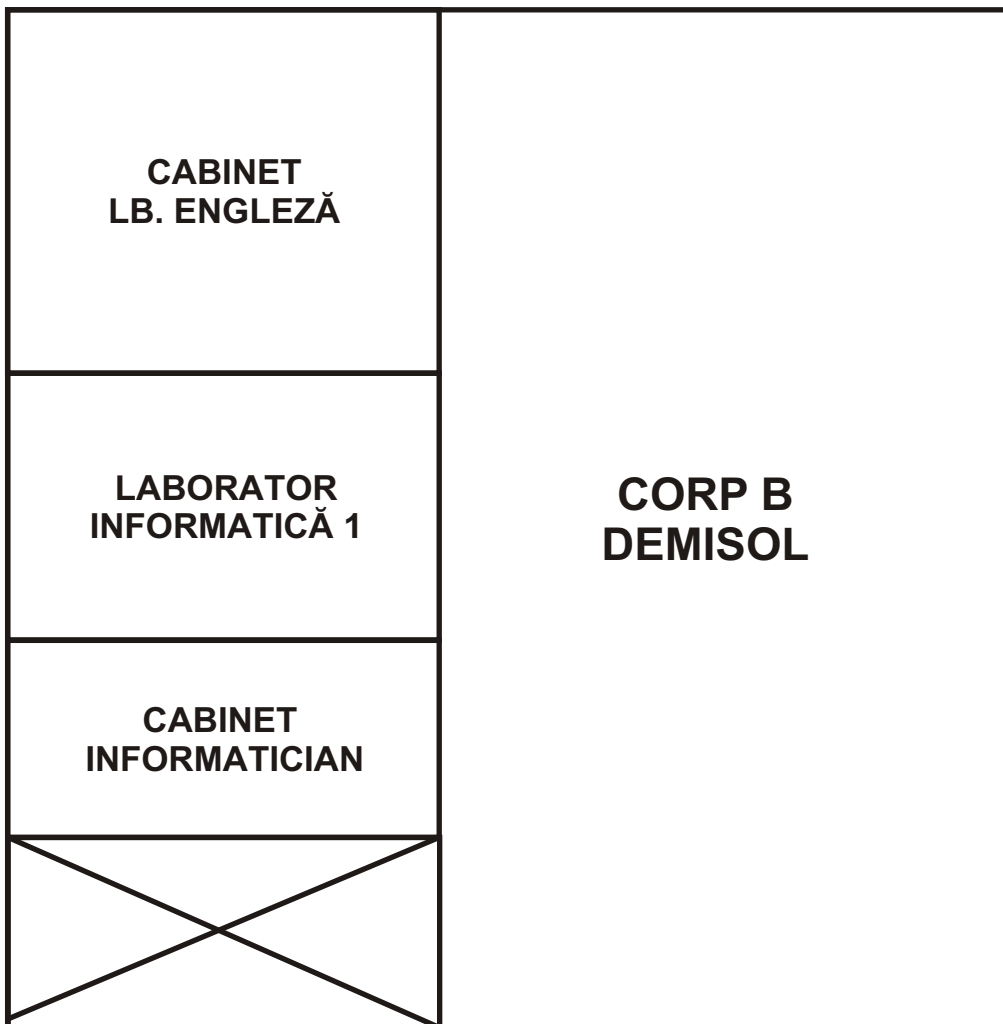 CABINET
LB. ENGLEZĂ
LABORATOR
INFORMATICĂ 1
CABINET
INFORMATICIAN
CORP B
DEMISOL